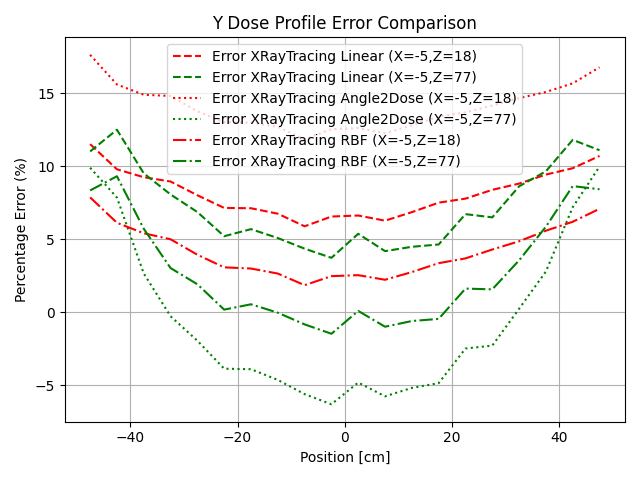 Y Dose Profile Error Comparison
Error XRayTracing Linear (X=-5,Z=18)
Error XRayTracing Linear (X=-5,Z=77)
Error XRayTracing Angle2Dose (X=-5,Z=18)
Error XRayTracing Angle2Dose (X=-5,Z=77)
Error XRayTracing RBF (X=-5,Z=18)
Error XRayTracing RBF (X=-5,Z=77)
Percentage Error (%)
15
10
5
0
−5
−40 −20 0 20 40
Position [cm]